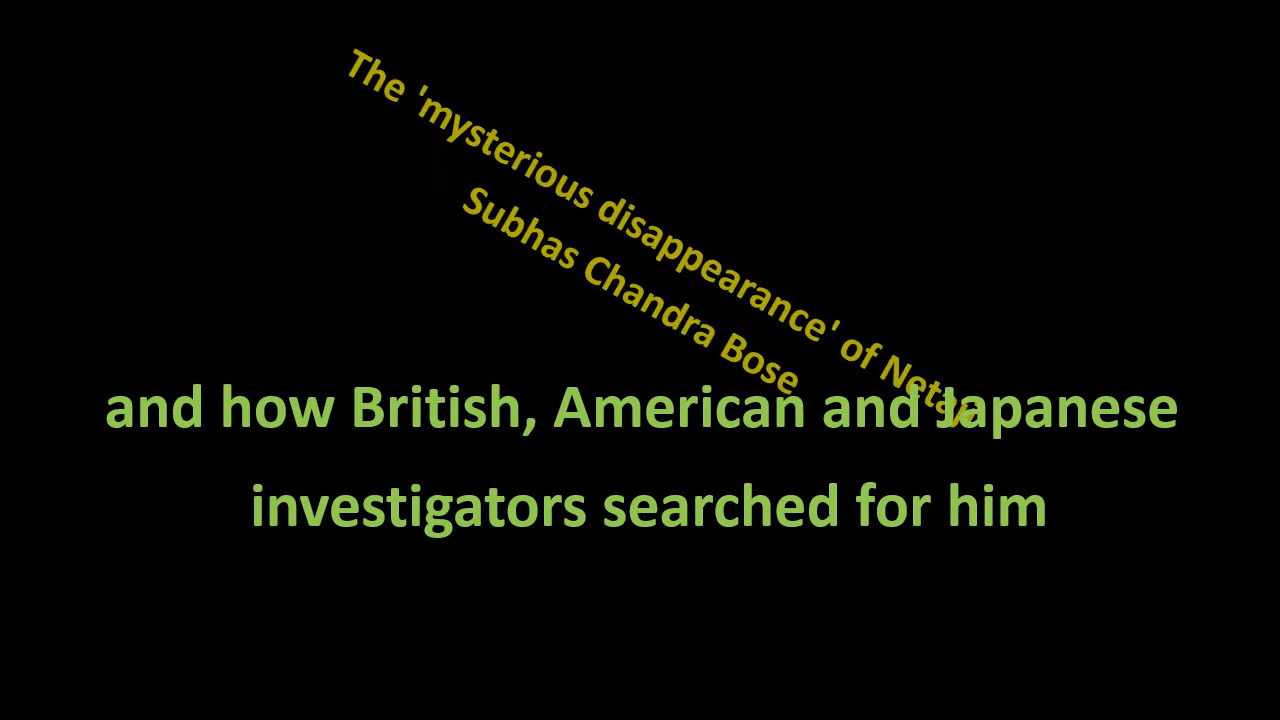 The 'mysterious disappearance' of Netaji
Subhas Chandra Bose
and how British, American and Japanese
investigators searched for him